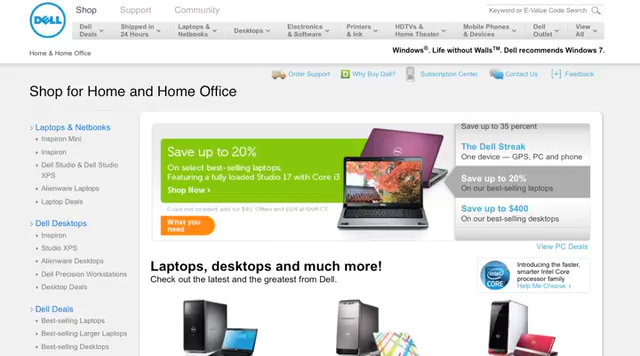 DELL
Shop
Support
Community
Keyword or E-Value Code Search
Dell Deals
Shipped in 24 Hours
Laptops & Netbooks
Desktops
Electronics & Software
Printers & Ink
HDTVs & Home Theater
Mobile Phones & Devices
Dell Outlet
View All
Home & Home Office
Windows®. Life without Walls™. Dell recommends Windows 7.
Order Support
Why Buy Dell?
Subscription Center
Contact Us
Feedback
Shop for Home and Home Office
Laptops & Netbooks
Inspiron Mini
Inspiron
Dell Studio & Dell Studio
XPS
Alienware Laptops
Laptop Deals
Dell Desktops
Inspiron
Studio XPS
Alienware Desktops
Dell Precision Workstations
Desktop Deals
Dell Deals
Best-selling Laptops
Best-selling Larger Laptops
Best-selling Desktops
Save up to 20%
On select best-selling laptops.
Featuring a fully loaded Studio 17 with Core i3
Shop Now
What you
need
Save up to 35 percent
The Dell Streak
One device — GPS, PC and phone
Save up to 20%
On our best-selling laptops
Save up to $400
On our best-selling desktops
View PC Deals
Laptops, desktops and much more!
Check out the latest and the greatest from Dell.
Introducing the faster,
smarter Intel Core
processor family
Help Me Choose